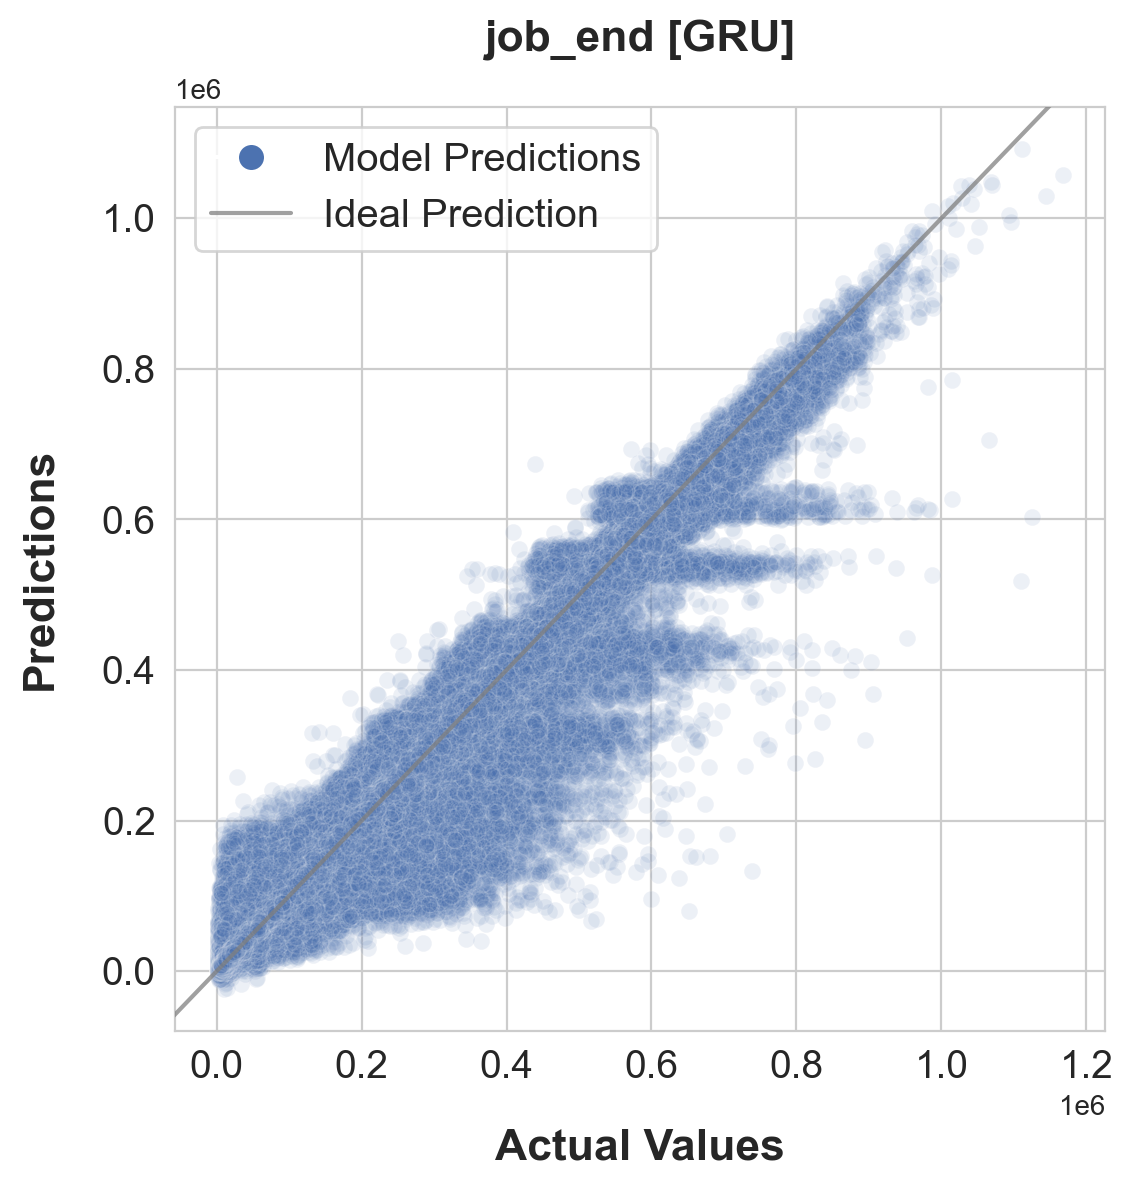 job_end [GRU]
1e6
Model Predictions
Ideal Prediction
1.0
0.8
0.6
0.4
0.2
0.0
Predictions
0.0 0.2 0.4 0.6 0.8 1.0 1.2
1e6
Actual Values